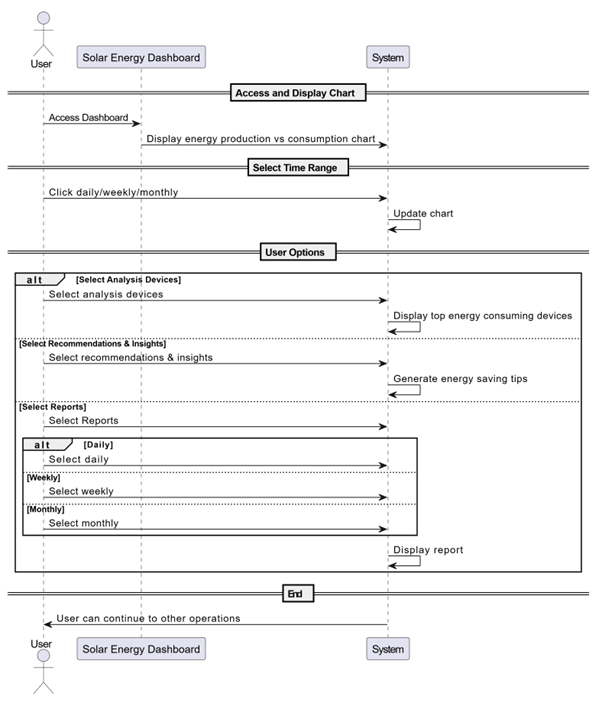 User
Solar Energy Dashboard
System
Access and Display Chart
Access Dashboard
Display energy production vs consumption chart
Select Time Range
Click daily/weekly/monthly
Update chart
User Options
alt [Select Analysis Devices]
Select analysis devices
Display top energy consuming devices
[Select Recommendations & Insights]
Select recommendations & insights
Generate energy saving tips
[Select Reports]
Select Reports
alt [Daily]
Select daily
[Weekly]
Select weekly
[Monthly]
Select monthly
Display report
End
User can continue to other operations
User
Solar Energy Dashboard
System